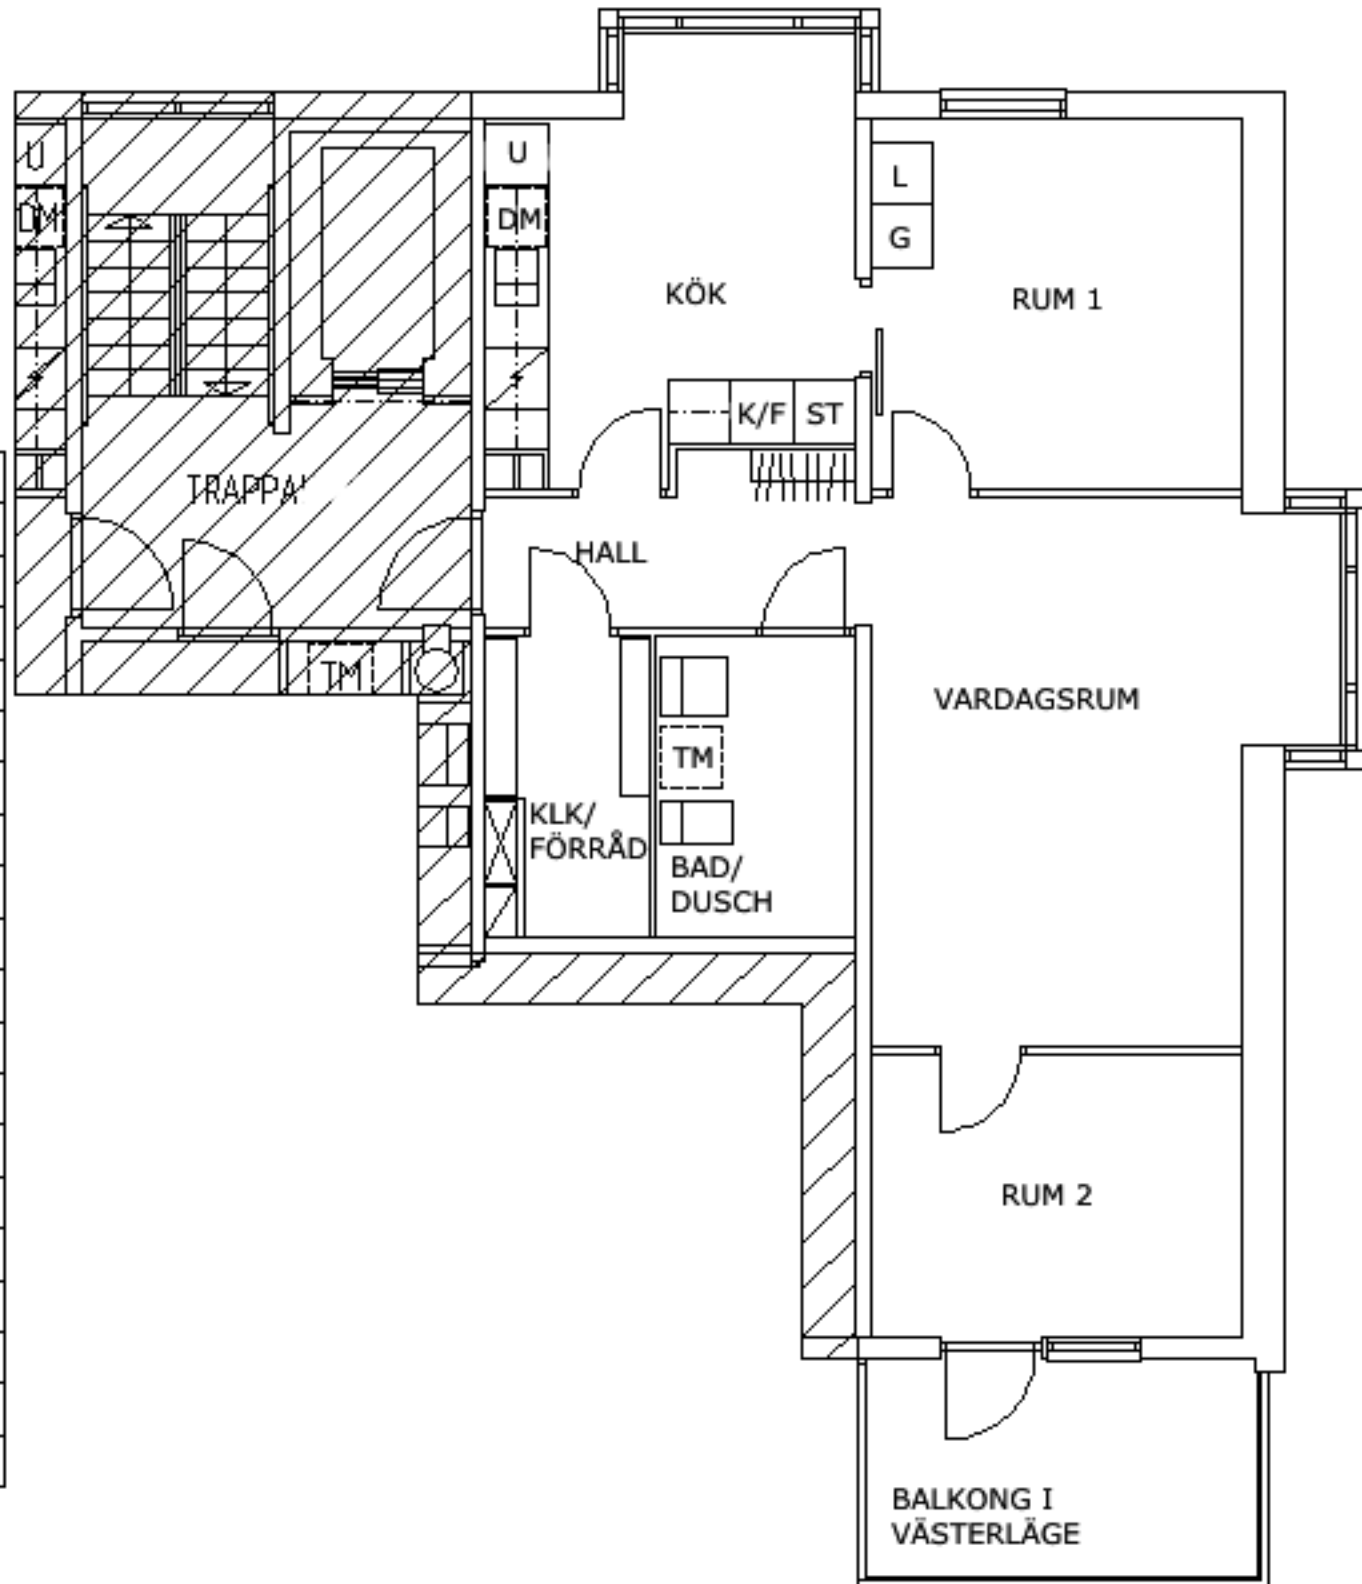 U
DM
U
DM
L
G
KÖK
RUM 1
K/F
ST
TRAPPA
HALL
TM
VARDAGSRUM
TM
KLK/
FÖRRÅD
BAD/
DUSCH
RUM 2
BALKONG I
VÄSTERLÄGE